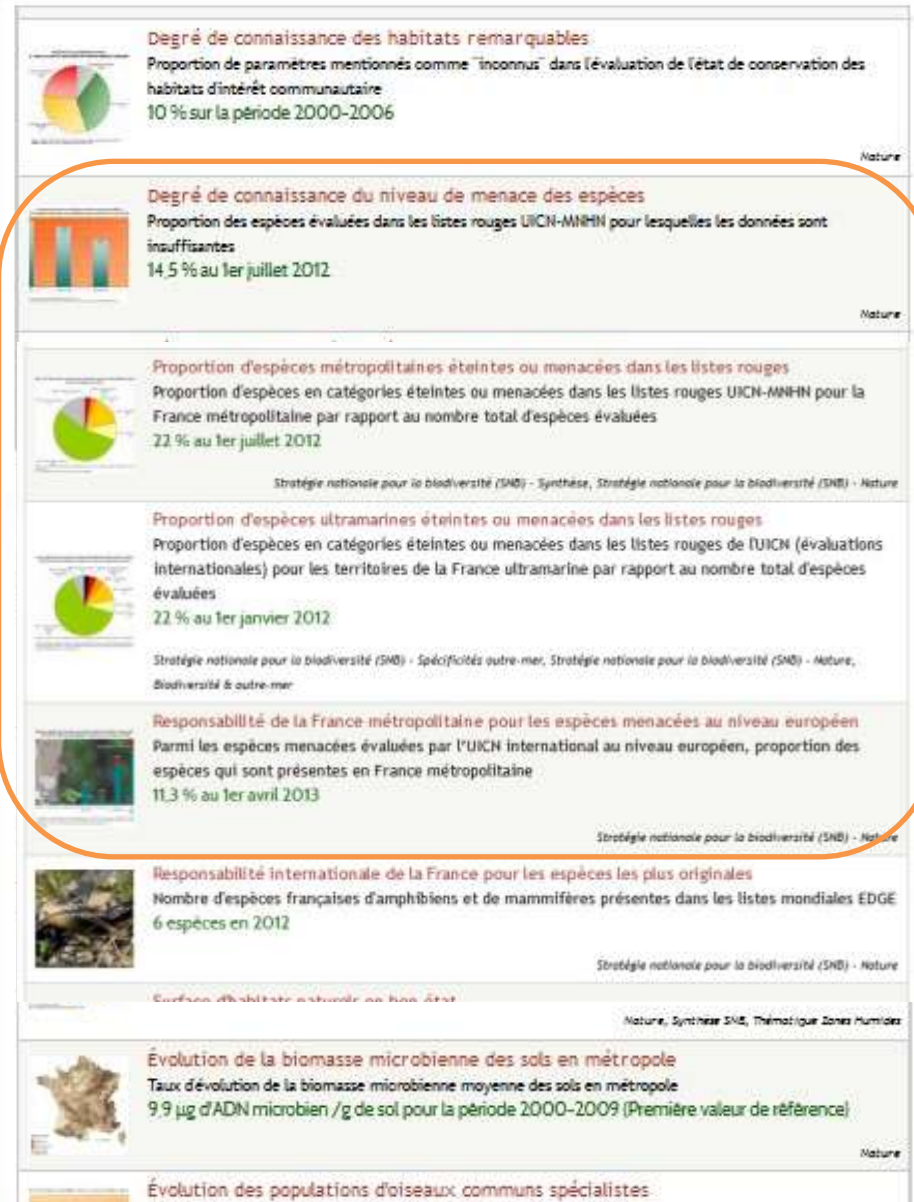 Degré de connaissance des habitats remarquables
Proportion de paramètres mentionnés comme "inconnus" dans l'évaluation de l'état de conservation des
habitats d'intérêt communautaire
10 % sur la période 2000-2006
Nature
Degré de connaissance du niveau de menace des espèces
Proportion des espèces évaluées dans les listes rouges UICN-MNHN pour lesquelles les données sont
insuffisantes
14,5 % au 1er juillet 2012
Nature
Proportion d'espèces métropolitaines éteintes ou menacées dans les listes rouges
Proportion d'espèces en catégories éteintes ou menacées dans les listes rouges UICN-MNHN pour la
France métropolitaine par rapport au nombre total d'espèces évaluées
22 % au 1er juillet 2012
Stratégie nationale pour la biodiversité (SNB) - Synthèse, Stratégie nationale pour la biodiversité (SNB) - Nature
Proportion d'espèces ultramarines éteintes ou menacées dans les listes rouges
Proportion d'espèces en catégories éteintes ou menacées dans les listes rouges de l'UICN (évaluations
internationales) pour les territoires de la France ultramarine par rapport au nombre total d'espèces
évaluées
22 % au 1er janvier 2012
Stratégie nationale pour la biodiversité (SNB) - Spécificités outre-mer, Stratégie nationale pour la biodiversité (SNB) - Nature,
Biodiversité & outre-mer
Responsabilité de la France métropolitaine pour les espèces menacées au niveau européen
Parmi les espèces menacées évaluées par l'UICN international au niveau européen, proportion des
espèces qui sont présentes en France métropolitaine
11,3 % au 1er avril 2013
Stratégie nationale pour la biodiversité (SNB) - Nature
Responsabilité internationale de la France pour les espèces les plus originales
Nombre d'espèces françaises d'amphibiens et de mammifères présentes dans les listes mondiales EDGE
6 espèces en 2012
Stratégie nationale pour la biodiversité (SNB) - Nature
Surface d'habitats naturels en bon état
Nature, Synthèse SNB, Thématique Zones Humides
Évolution de la biomasse microbienne des sols en métropole
Taux d'évolution de la biomasse microbienne moyenne des sols en métropole
9,9 µg d'ADN microbien /g de sol pour la période 2000-2009 (Première valeur de référence)
Nature
Évolution des populations d'oiseaux communs spécialistes